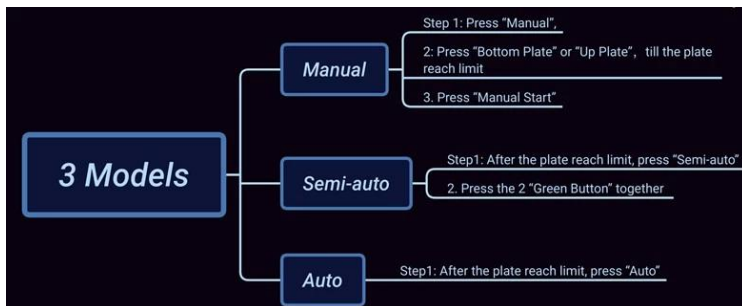 3 Models
Manual
Step 1: Press “Manual”,
2: Press “Bottom Plate” or “Up Plate”, till the plate
reach limit
3. Press “Manual Start”
Semi-auto
Step1: After the plate reach limit, press “Semi-auto”
2. Press the 2 “Green Button” together
Auto
Step1: After the plate reach limit, press “Auto”